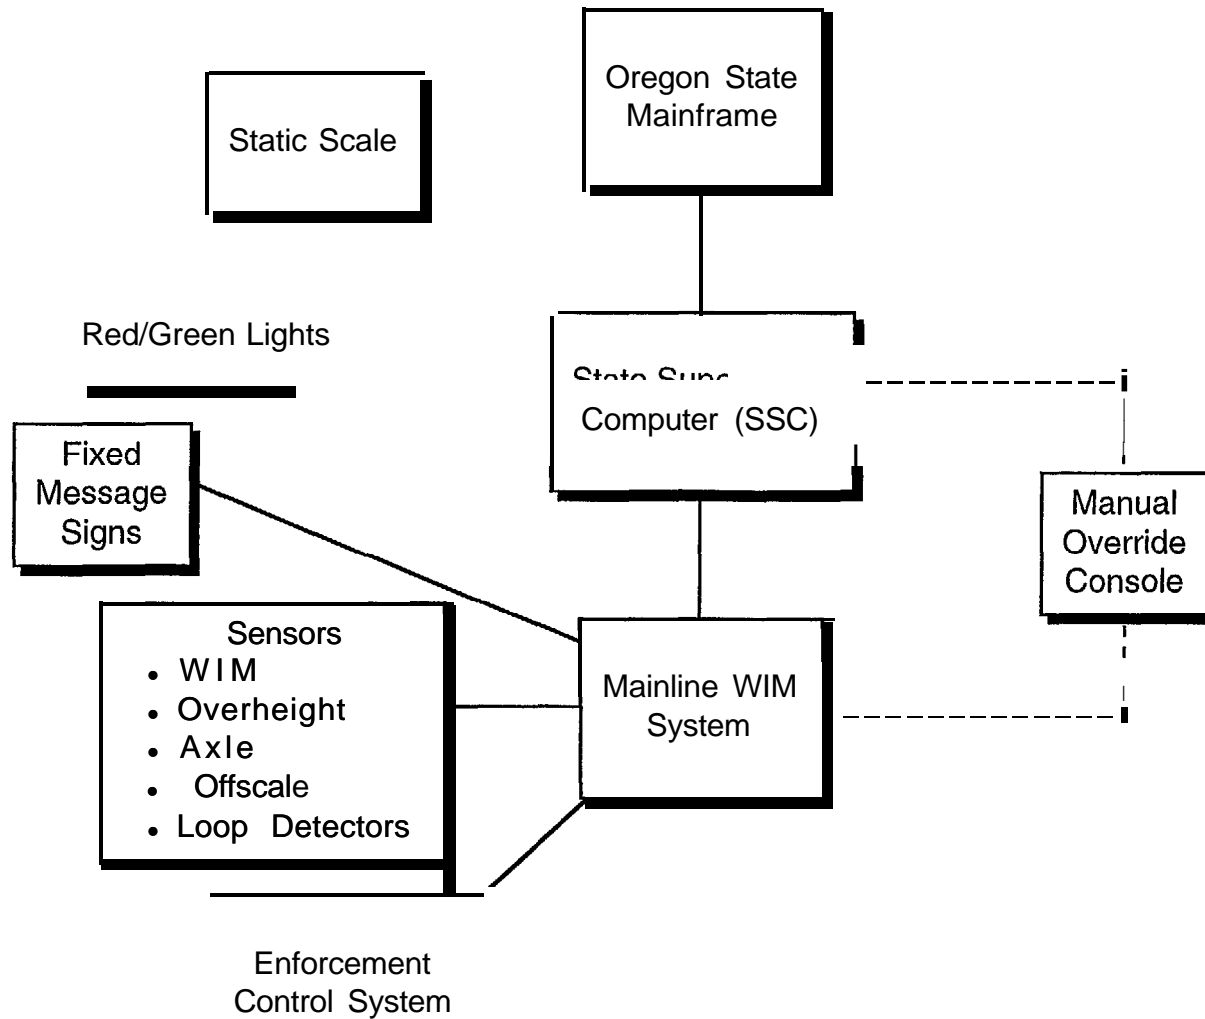 Oregon State
Mainframe
Static Scale
Red/Green Lights
State
Computer (SSC)
Fixed
Message
Signs
Manual
Override
Console
Sensors
• WIM
• Overheight
• Axle
• Offscale
• Loop Detectors
Mainline WIM
System
Enforcement
Control System